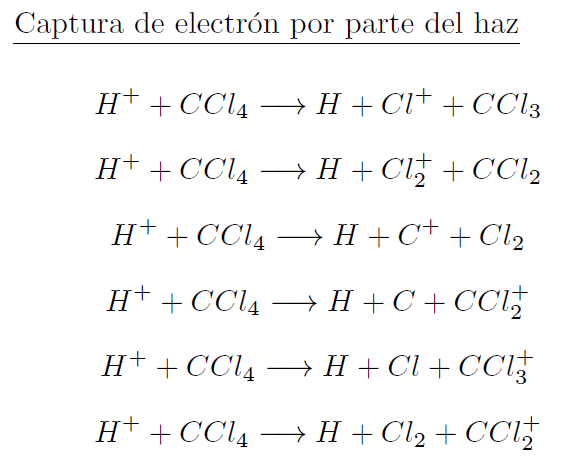 Captura de electrón por parte del haz
H⁺ + CCl₄ ⟶ H + Cl⁺ + CCl₃
H⁺ + CCl₄ ⟶ H + Cl₂⁺ + CCl₂
H⁺ + CCl₄ ⟶ H + C⁺ + Cl₂
H⁺ + CCl₄ ⟶ H + C + CCl₂⁺
H⁺ + CCl₄ ⟶ H + Cl + CCl₃⁺
H⁺ + CCl₄ ⟶ H + Cl₂ + CCl₂⁺